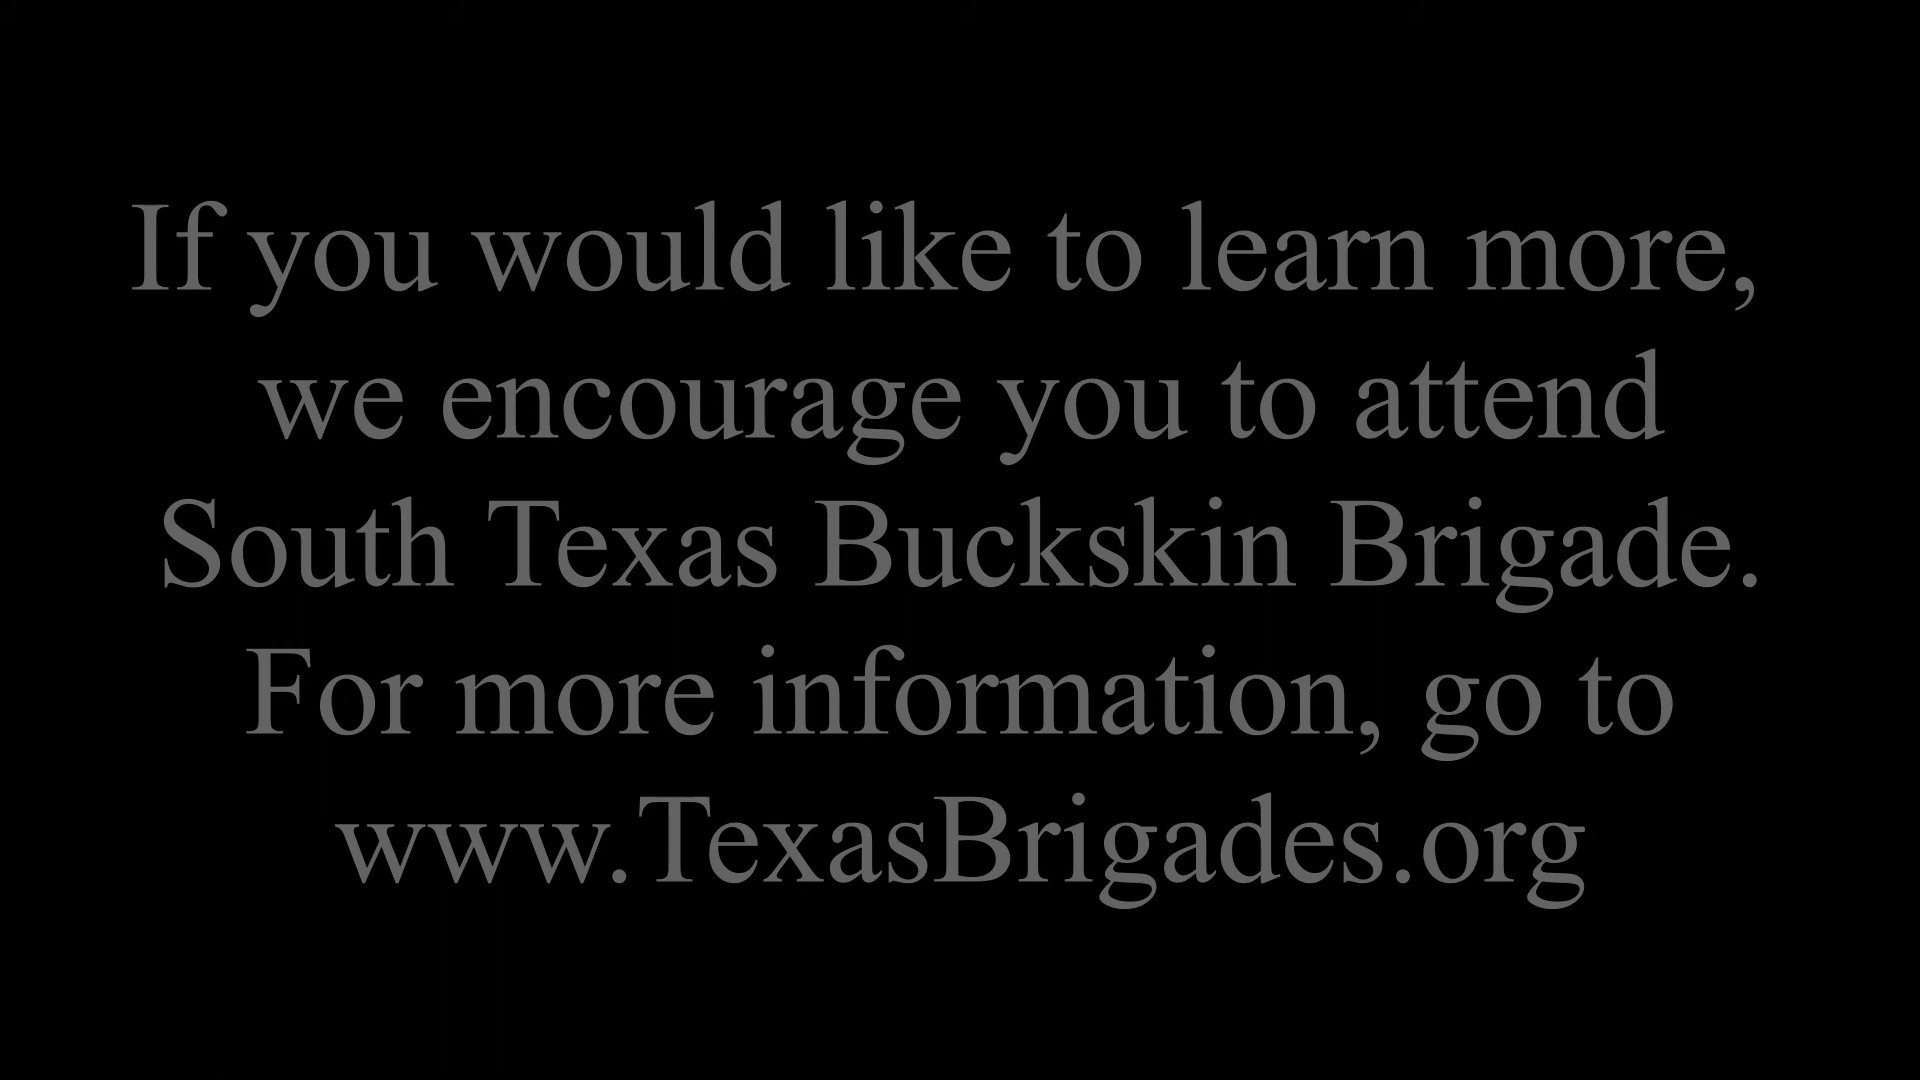 If you would like to learn more,
we encourage you to attend
South Texas Buckskin Brigade.
For more information, go to
www.TexasBrigades.org